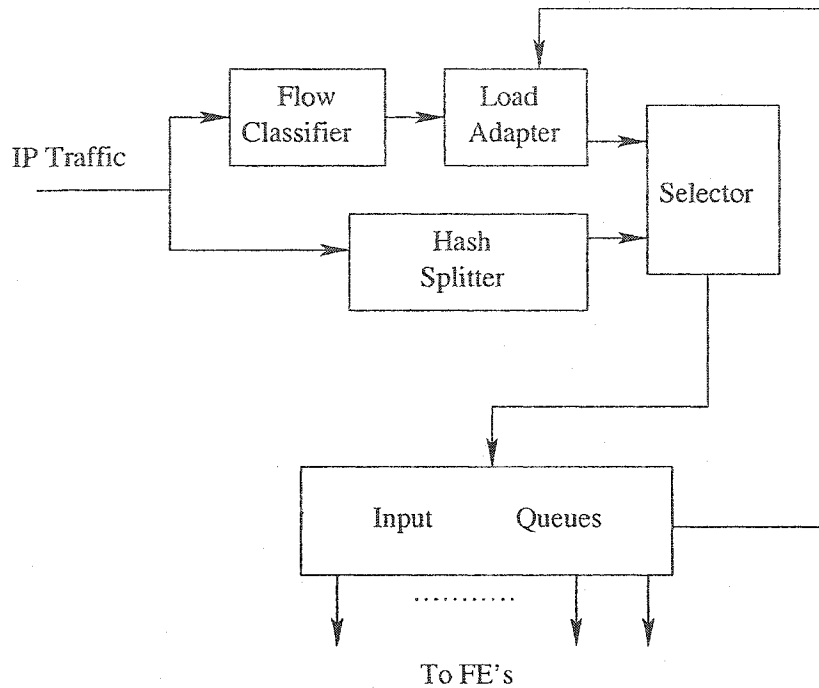 Flow
Classifier
Load
Adapter
IP Traffic
Selector
Hash
Splitter
Input Queues
............
To FE's